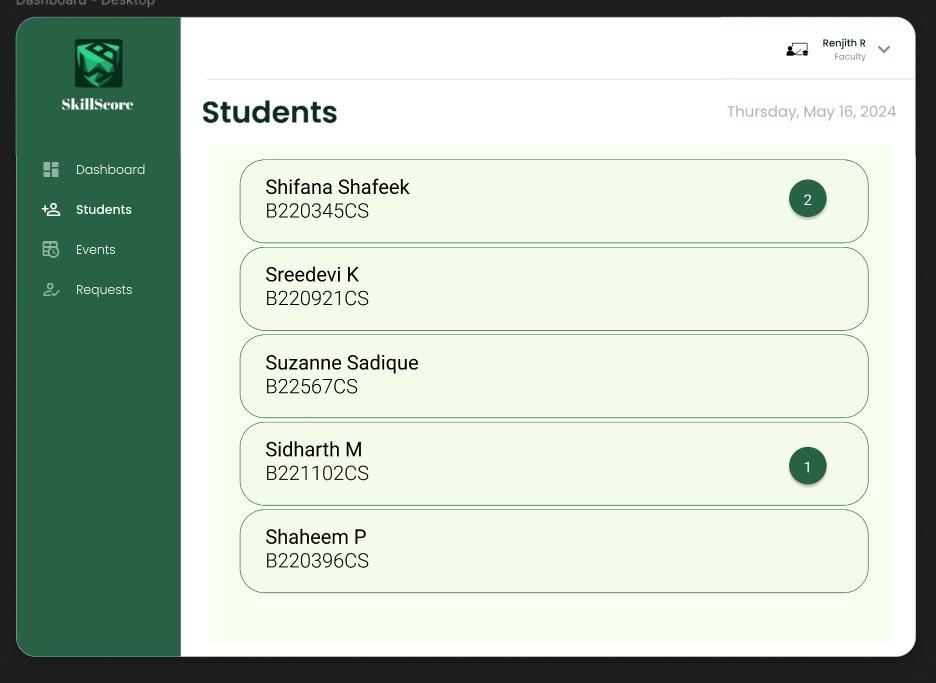 Dashboard - Desktop
SkillScore
Renjith R
Faculty
Students
Thursday, May 16, 2024
Dashboard
Students
Events
Requests
Shifana Shafeek
B220345CS
2
Sreedevi K
B220921CS
Suzanne Sadique
B22567CS
Sidharth M
B221102CS
1
Shaheem P
B220396CS